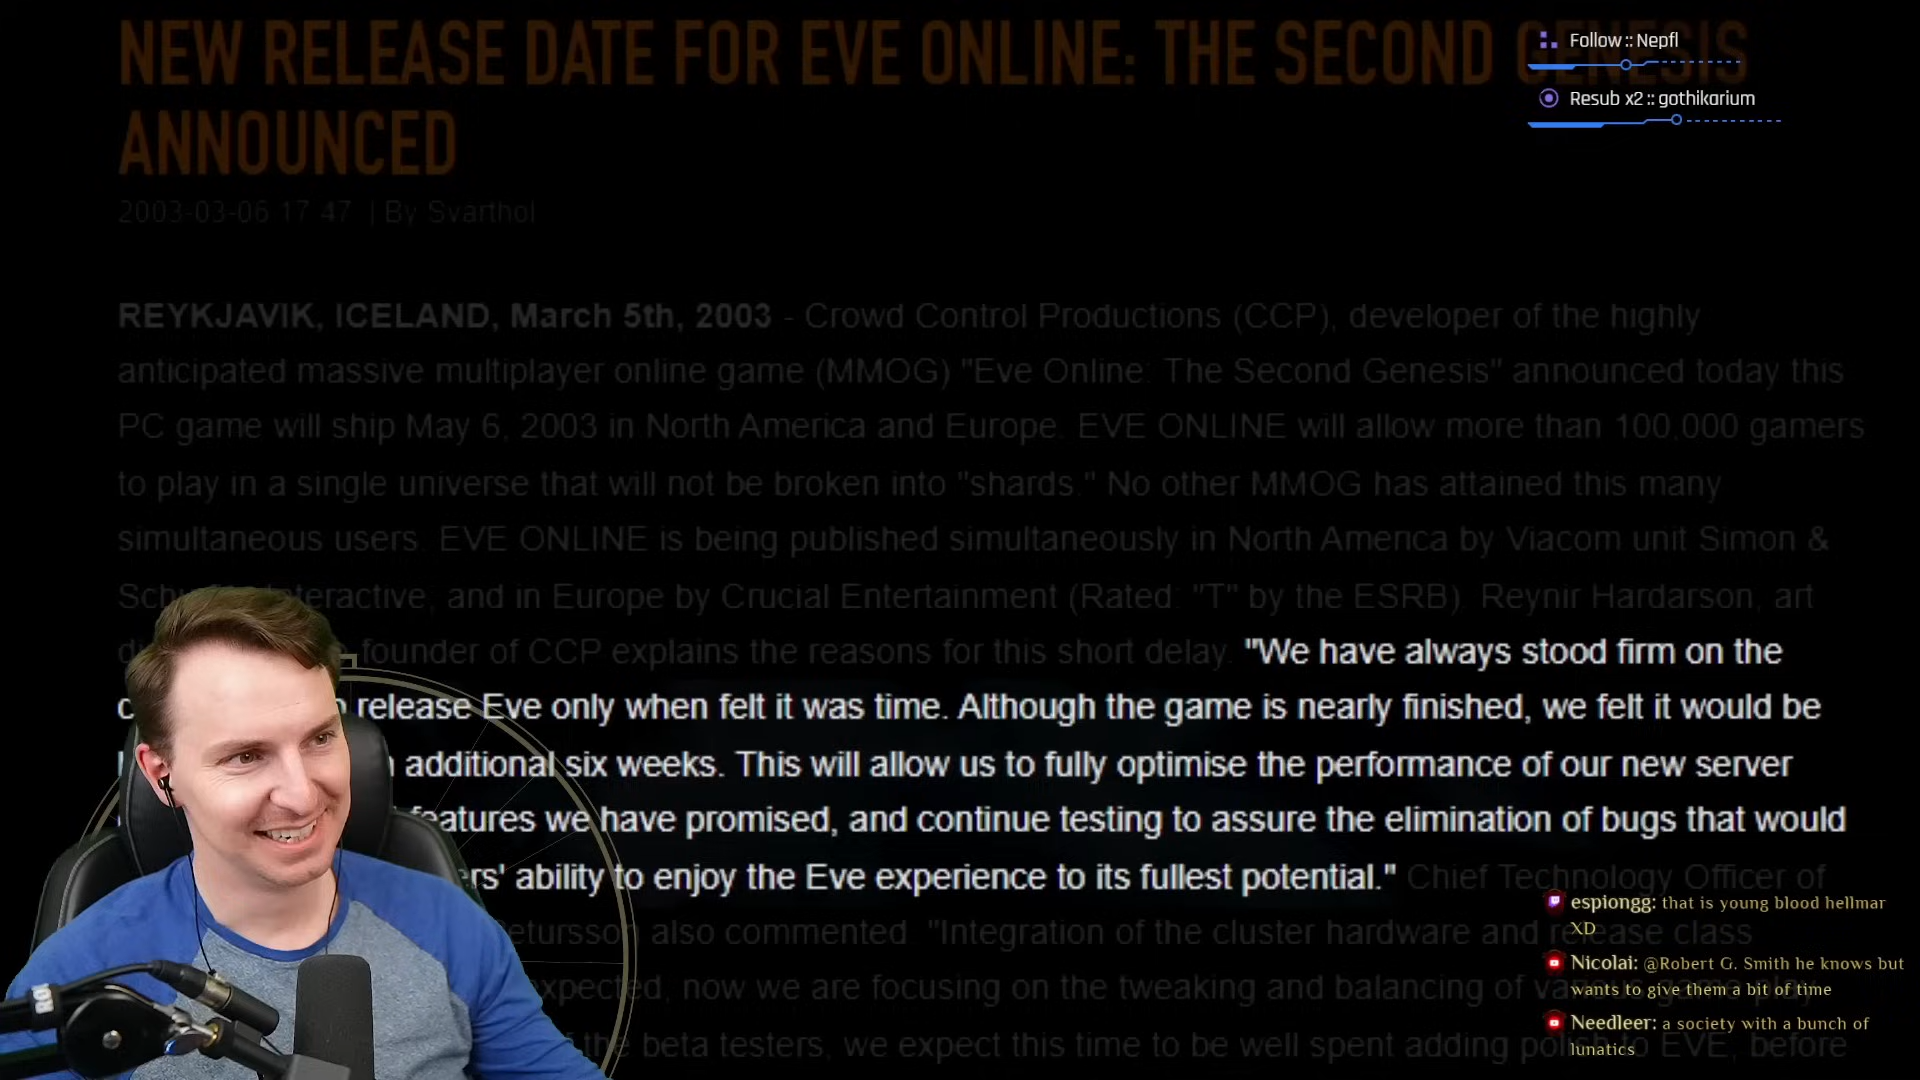 NEW RELEASE DATE FOR EVE ONLINE: THE SECOND GENESIS
ANNOUNCED
2003-03-06 17:47 | By Svarthol
REYKJAVIK, ICELAND, March 5th, 2003 - Crowd Control Productions (CCP), developer of the highly
anticipated massive multiplayer online game (MMOG) "Eve Online: The Second Genesis" announced today this
PC game will ship May 6, 2003 in North America and Europe. EVE ONLINE will allow more than 100,000 gamers
to play in a single universe that will not be broken into "shards." No other MMOG has attained this many
simultaneous users. EVE ONLINE is being published simultaneously in North America by Viacom unit Simon &
Interactive, and in Europe by Crucial Entertainment (Rated: "T" by the ESRB). Reynir Hardarson, art
founder of CCP explains the reasons for this short delay. "We have always stood firm on the
release Eve only when felt it was time. Although the game is nearly finished, we felt it would be
additional six weeks. This will allow us to fully optimise the performance of our new server
features we have promised, and continue testing to assure the elimination of bugs that would
ability to enjoy the Eve experience to its fullest potential." Chief Technology Officer of
also commented. "Integration of the cluster hardware and release class
now we are focusing on the tweaking and balancing of
the beta testers, we expect this time to be well spent adding polish to EVE, before
Follow :: Nepfl
Resub x2 :: gothikarium
espiongg: that is young blood hellmar
XD
Nicolai: @Robert G. Smith he knows but
wants to give them a bit of time
Needleer: a society with a bunch of
lunatics